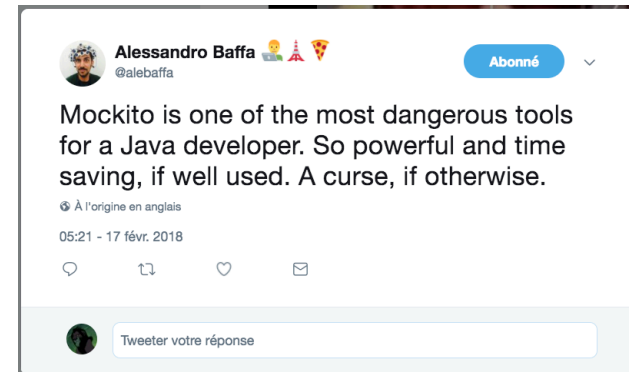 Alessandro Baffa 👨‍💻🗼🍕
@alebaffa
Abonné
Mockito is one of the most dangerous tools
for a Java developer. So powerful and time
saving, if well used. A curse, if otherwise.
À l'origine en anglais
05:21 - 17 févr. 2018
Tweeter votre réponse